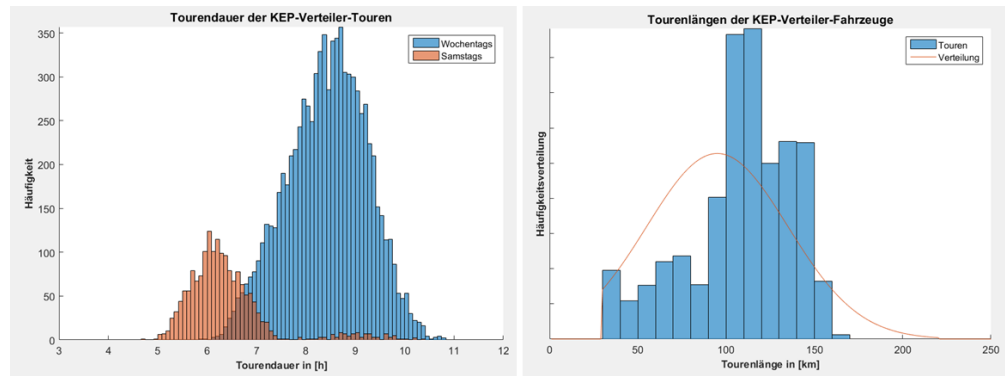 Tourendauer der KEP-Verteiler-Touren
350
300
250
200
150
100
50
0
Häufigkeit
Wochentags
Samstags
3 4 5 6 7 8 9 10 11 12
Tourendauer in [h]
Tourenlängen der KEP-Verteiler-Fahrzeuge
Häufigkeitsverteilung
Touren
Verteilung
0 50 100 150 200 250
Tourenlänge in [km]